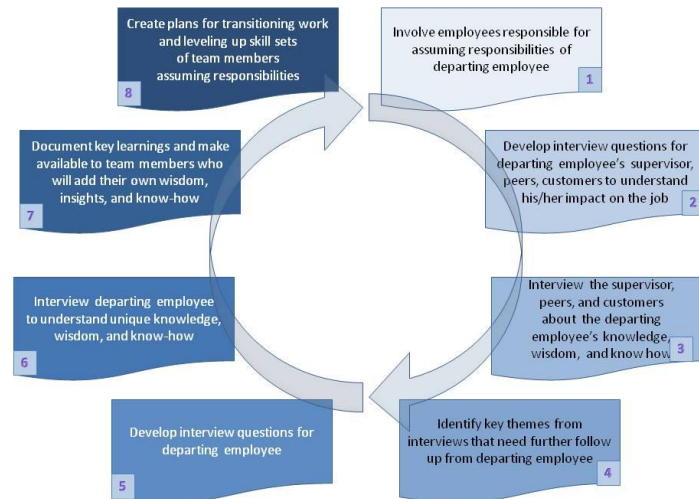 Involve employees responsible for
assuming responsibilities of
departing employee
1
Develop interview questions for
departing employee's supervisor,
peers, customers to understand
his/her impact on the job
2
Interview the supervisor,
peers, and customers
about the departing
employee's knowledge,
wisdom, and know how
3
Identify key themes from
interviews that need further follow
up from departing employee
4
Develop interview questions for
departing employee
5
Interview departing employee
to understand unique knowledge,
wisdom, and know-how
6
Document key learnings and make
available to team members who
will add their own wisdom,
insights, and know-how
7
Create plans for transitioning work
and leveling up skill sets
of team members
assuming responsibilities
8